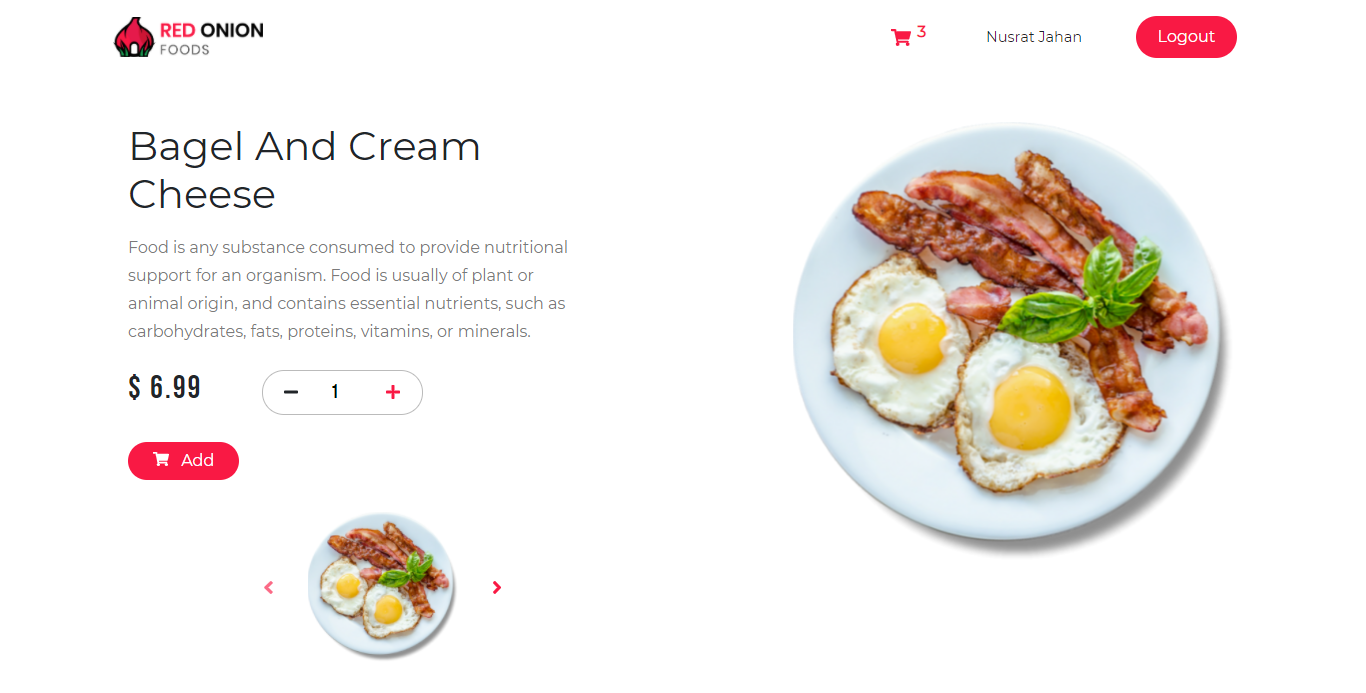 RED ONION
FOODS
3
Nusrat Jahan
Logout
Bagel And Cream
Cheese
Food is any substance consumed to provide nutritional
support for an organism. Food is usually of plant or
animal origin, and contains essential nutrients, such as
carbohydrates, fats, proteins, vitamins, or minerals.
$ 6.99
1
Add